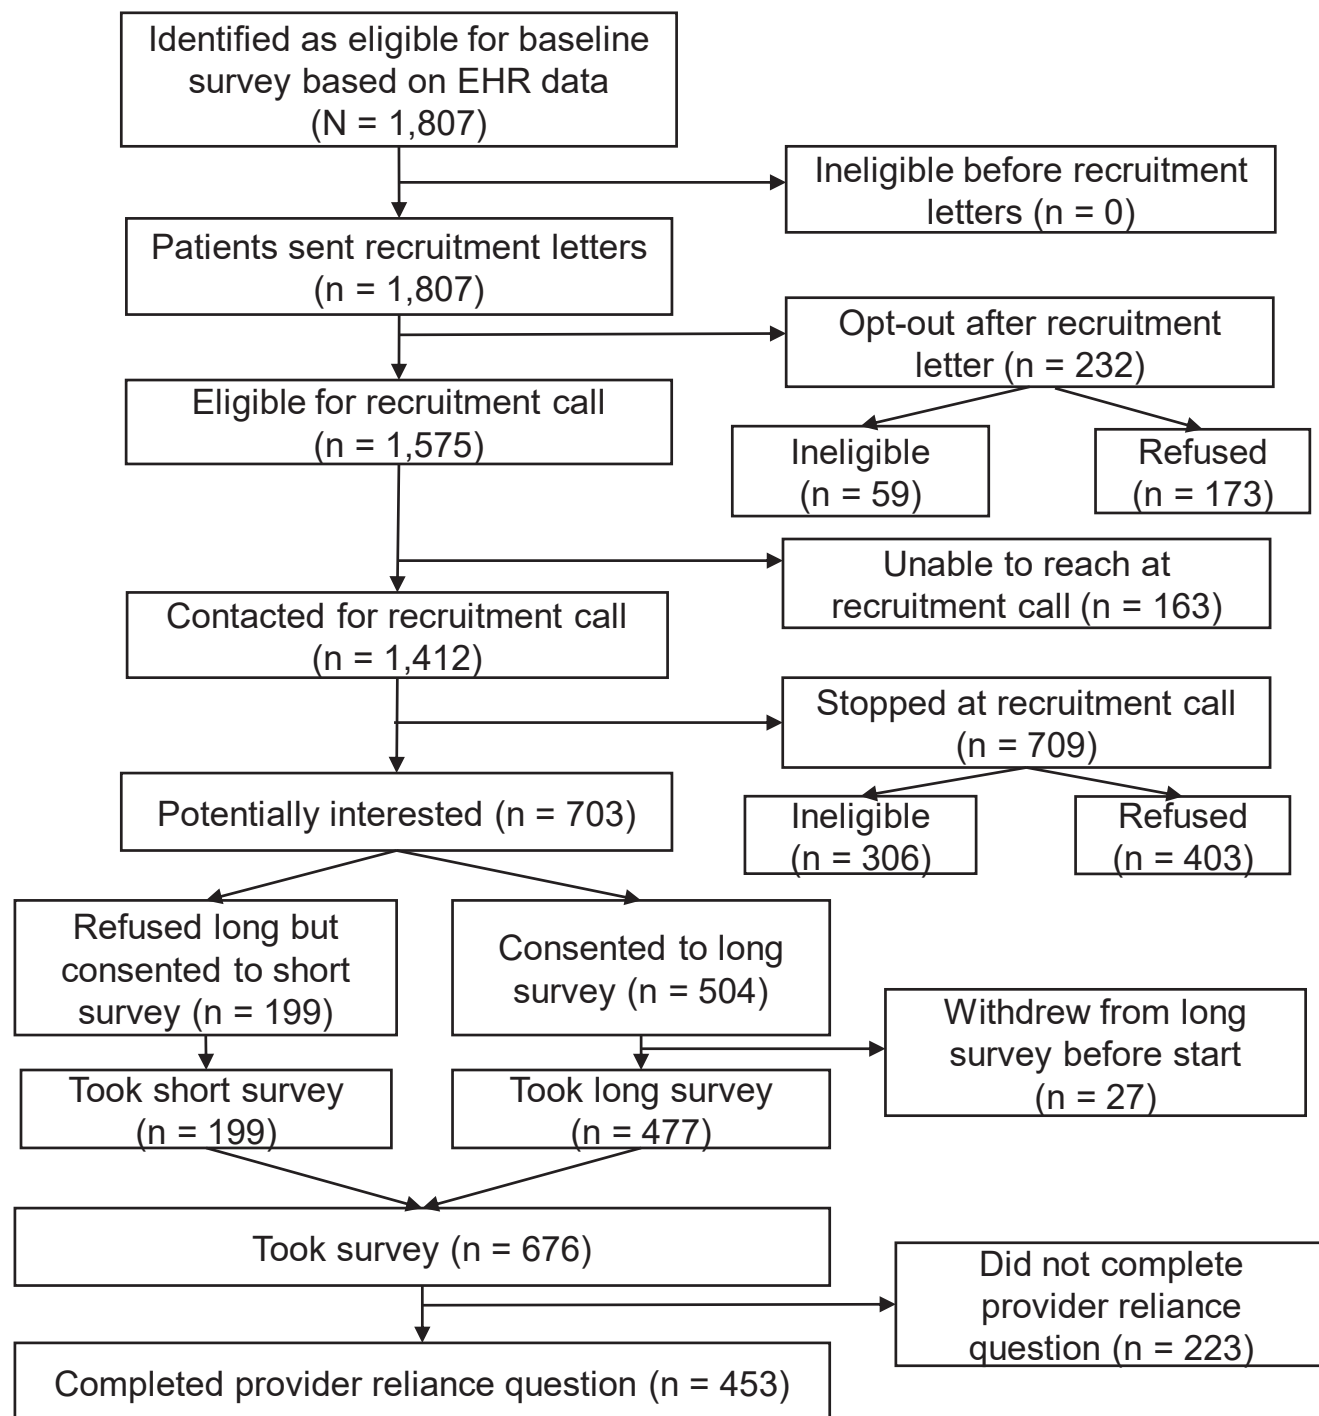 Identified as eligible for baseline
survey based on EHR data
(N = 1,807)
Ineligible before recruitment
letters (n = 0)
Patients sent recruitment letters
(n = 1,807)
Opt-out after recruitment
letter (n = 232)
Eligible for recruitment call
(n = 1,575)
Ineligible
(n = 59)
Refused
(n = 173)
Unable to reach at
recruitment call (n = 163)
Contacted for recruitment call
(n = 1,412)
Stopped at recruitment call
(n = 709)
Potentially interested (n = 703)
Ineligible
(n = 306)
Refused
(n = 403)
Refused long but
consented to short
survey (n = 199)
Consented to long
survey (n = 504)
Withdrew from long
survey before start
(n = 27)
Took short survey
(n = 199)
Took long survey
(n = 477)
Took survey (n = 676)
Did not complete
provider reliance
question (n = 223)
Completed provider reliance question (n = 453)